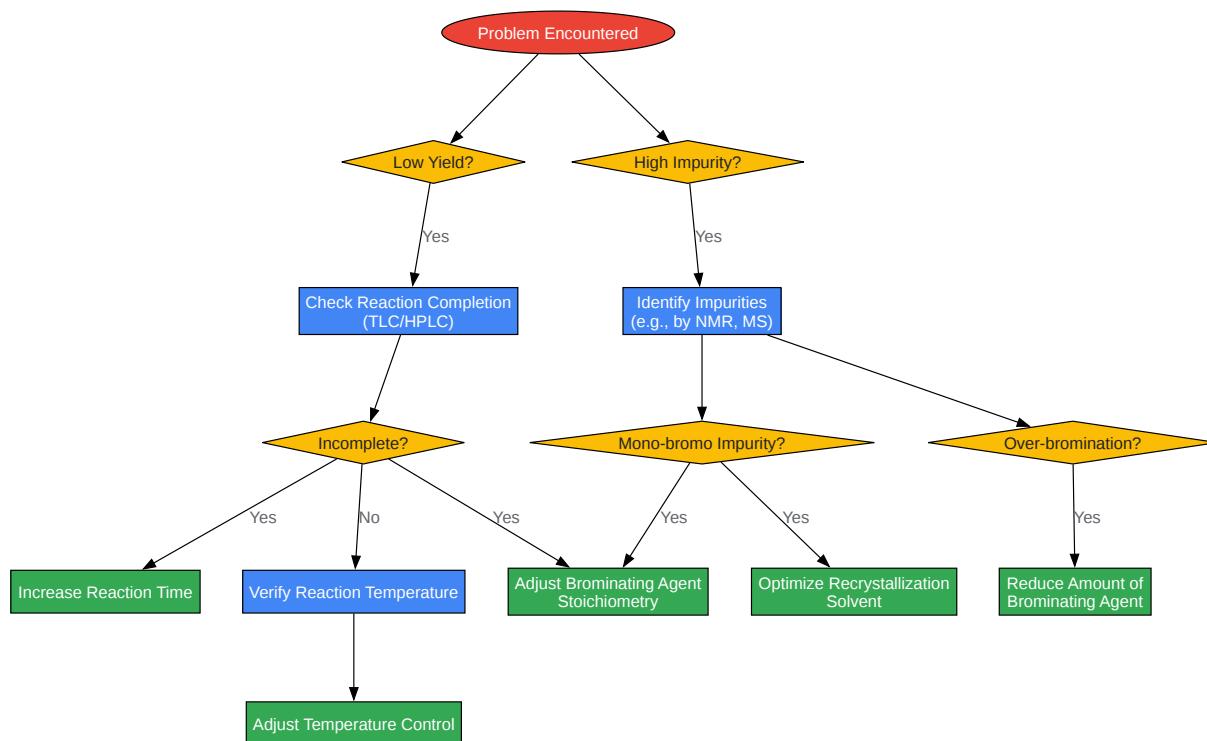 Problem Encountered
Low Yield?
High Impurity?
Yes
Yes
Check Reaction Completion
(TLC/HPLC)
Identify Impurities
(e.g., by NMR, MS)
Incomplete?
Mono-bromo Impurity?
Over-bromination?
Yes
No
Yes
Yes
Yes
Yes
Increase Reaction Time
Verify Reaction Temperature
Adjust Brominating Agent
Stoichiometry
Optimize Recrystallization
Solvent
Reduce Amount of
Brominating Agent
Adjust Temperature Control